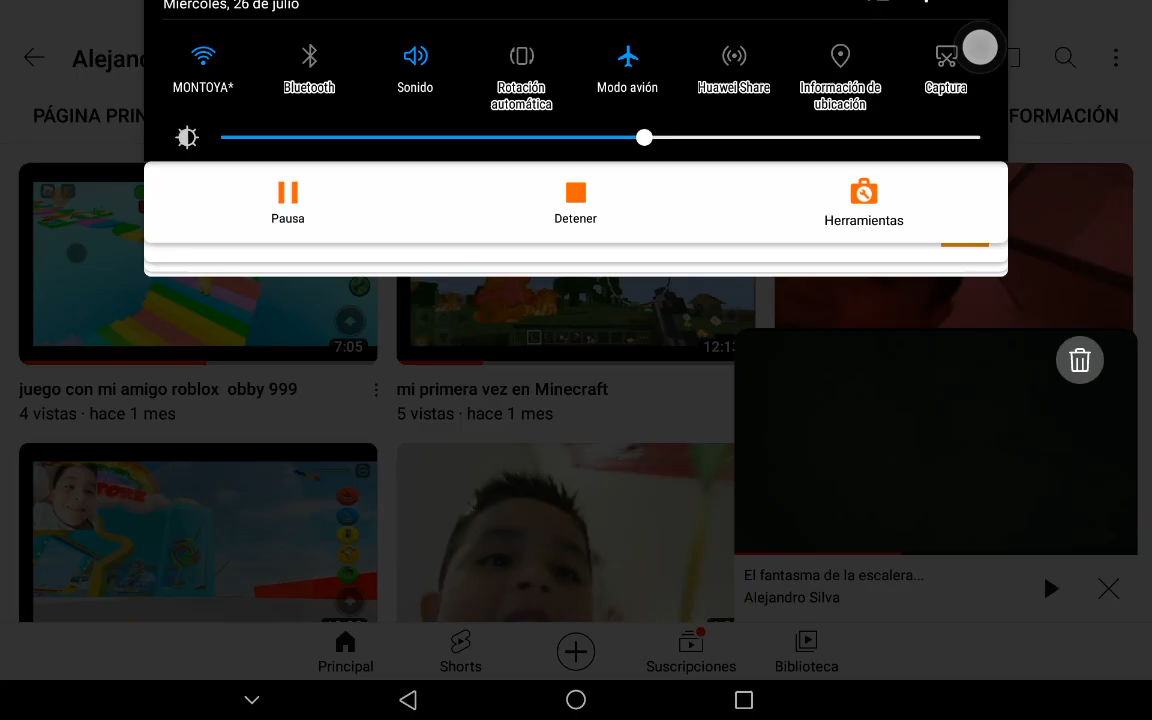 Miércoles, 26 de julio
Alejand
MONTOYA*
Bluetooth
Sonido
Rotación
automática
Modo avión
Huawei Share
Información de
ubicación
Captura
PÁGINA PRIN
FORMACIÓN
Pausa
Detener
Herramientas
7:05
12:13
juego con mi amigo roblox obby 999
4 vistas · hace 1 mes
mi primera vez en Minecraft
5 vistas · hace 1 mes
El fantasma de la escalera...
Alejandro Silva
Principal
Shorts
Suscripciones
Biblioteca